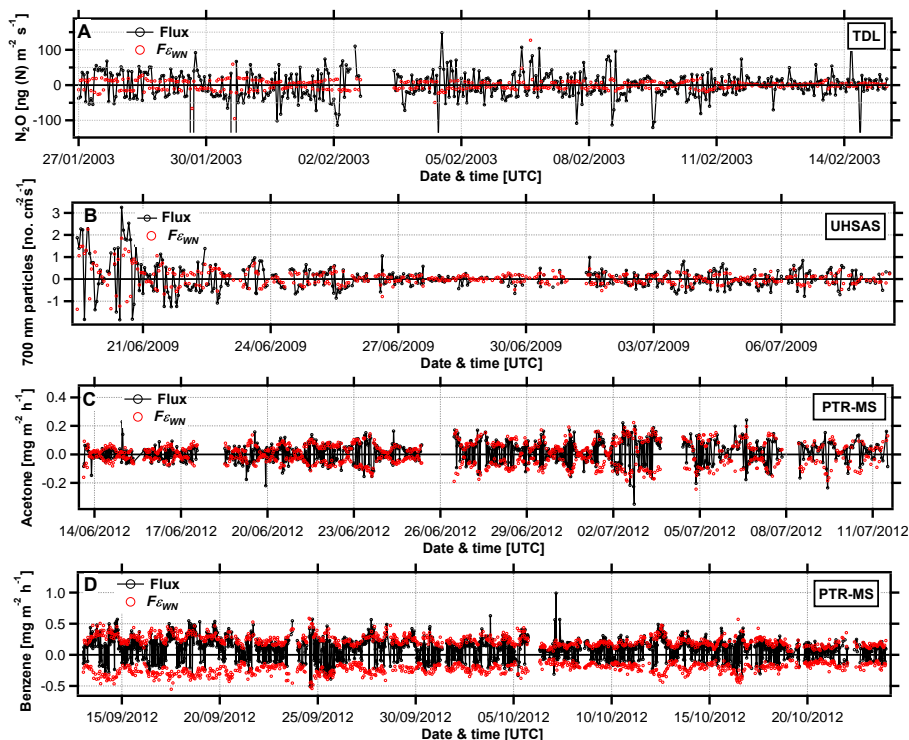 A
Flux
FεWN
TDL
N2O [ng (N) m-2 s-1]
100
0
-100
27/01/2003 30/01/2003 02/02/2003 05/02/2003 08/02/2003 11/02/2003 14/02/2003
Date & time [UTC]
B
Flux
FεWN
UHSAS
700 nm particles [no. cm-2s-1]
3
2
1
0
-1
21/06/2009 24/06/2009 27/06/2009 30/06/2009 03/07/2009 06/07/2009
Date & time [UTC]
C
Flux
FεWN
PTR-MS
Acetone [mg m-2 h-1]
0.4
0.2
0.0
-0.2
14/06/2012 17/06/2012 20/06/2012 23/06/2012 26/06/2012 29/06/2012 02/07/2012 05/07/2012 08/07/2012 11/07/2012
Date & time [UTC]
D
Flux
FεWN
PTR-MS
Benzene [mg m-2 h-1]
1.0
0.5
0.0
-0.5
15/09/2012 20/09/2012 25/09/2012 30/09/2012 05/10/2012 10/10/2012 15/10/2012 20/10/2012
Date & time [UTC]